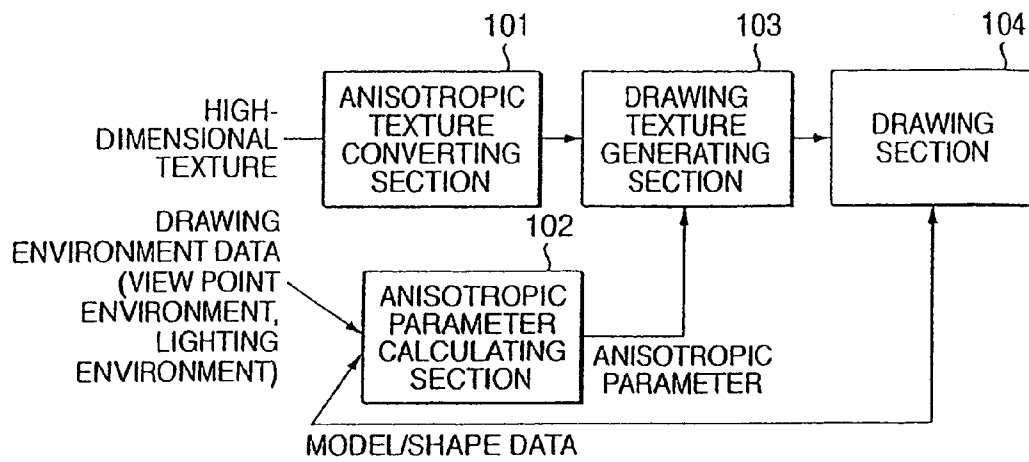 101
103
104
HIGH-
DIMENSIONAL
TEXTURE
ANISOTROPIC
TEXTURE
CONVERTING
SECTION
DRAWING
TEXTURE
GENERATING
SECTION
DRAWING
SECTION
DRAWING
ENVIRONMENT DATA
(VIEW POINT
ENVIRONMENT,
LIGHTING
ENVIRONMENT)
102
ANISOTROPIC
PARAMETER
CALCULATING
SECTION
ANISOTROPIC
PARAMETER
MODEL/SHAPE DATA